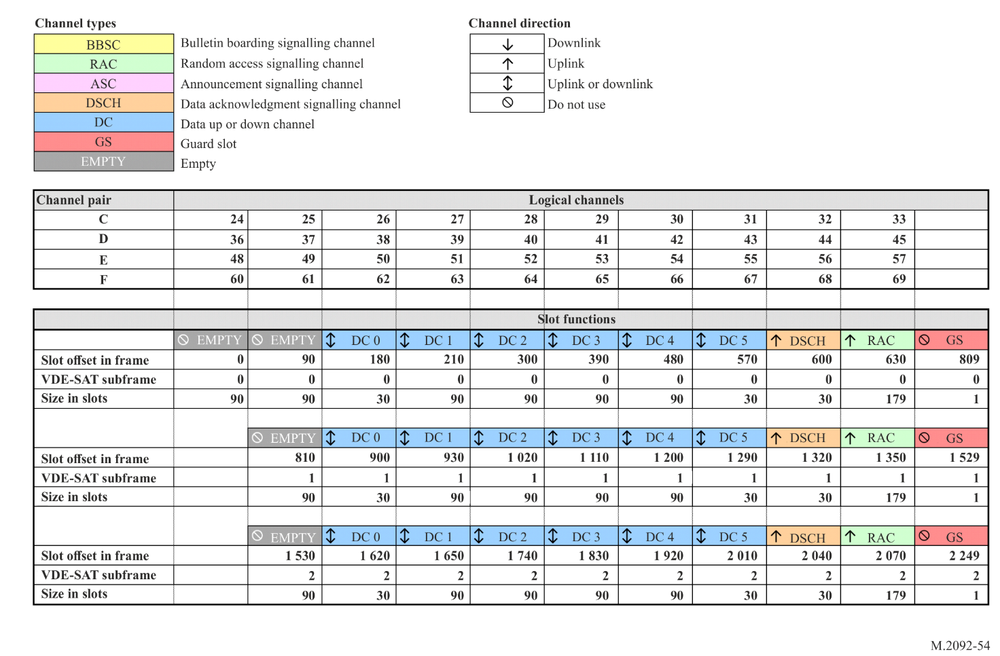 Channel types
Channel direction
BBSC Bulletin boarding signalling channel
↓ Downlink
RAC Random access signalling channel
↑ Uplink
ASC Announcement signalling channel
↕ Uplink or downlink
DSCH Data acknowledgment signalling channel
⃠ Do not use
DC Data up or down channel
GS Guard slot
EMPTY Empty
Channel pair Logical channels
C 24 25 26 27 28 29 30 31 32 33
D 36 37 38 39 40 41 42 43 44 45
E 48 49 50 51 52 53 54 55 56 57
F 60 61 62 63 64 65 66 67 68 69
Slot functions
EMPTY EMPTY ↕ DC 0 ↕ DC 1 ↕ DC 2 ↕ DC 3 ↕ DC 4 ↕ DC 5 ↑ DSCH ↑ RAC GS
Slot offset in frame 0 90 180 210 300 390 480 570 600 630 809
VDE-SAT subframe 0 0 0 0 0 0 0 0 0 0 0
Size in slots 90 90 30 90 90 90 90 30 30 179 1
EMPTY ↕ DC 0 ↕ DC 1 ↕ DC 2 ↕ DC 3 ↕ DC 4 ↕ DC 5 ↑ DSCH ↑ RAC GS
Slot offset in frame 810 900 930 1 020 1 110 1 200 1 290 1 320 1 350 1 529
VDE-SAT subframe 1 1 1 1 1 1 1 1 1 1
Size in slots 90 30 90 90 90 90 30 30 179 1
EMPTY ↕ DC 0 ↕ DC 1 ↕ DC 2 ↕ DC 3 ↕ DC 4 ↕ DC 5 ↑ DSCH ↑ RAC GS
Slot offset in frame 1 530 1 620 1 650 1 740 1 830 1 920 2 010 2 040 2 070 2 249
VDE-SAT subframe 2 2 2 2 2 2 2 2 2 2
Size in slots 90 30 90 90 90 90 30 30 179 1
M.2092-54